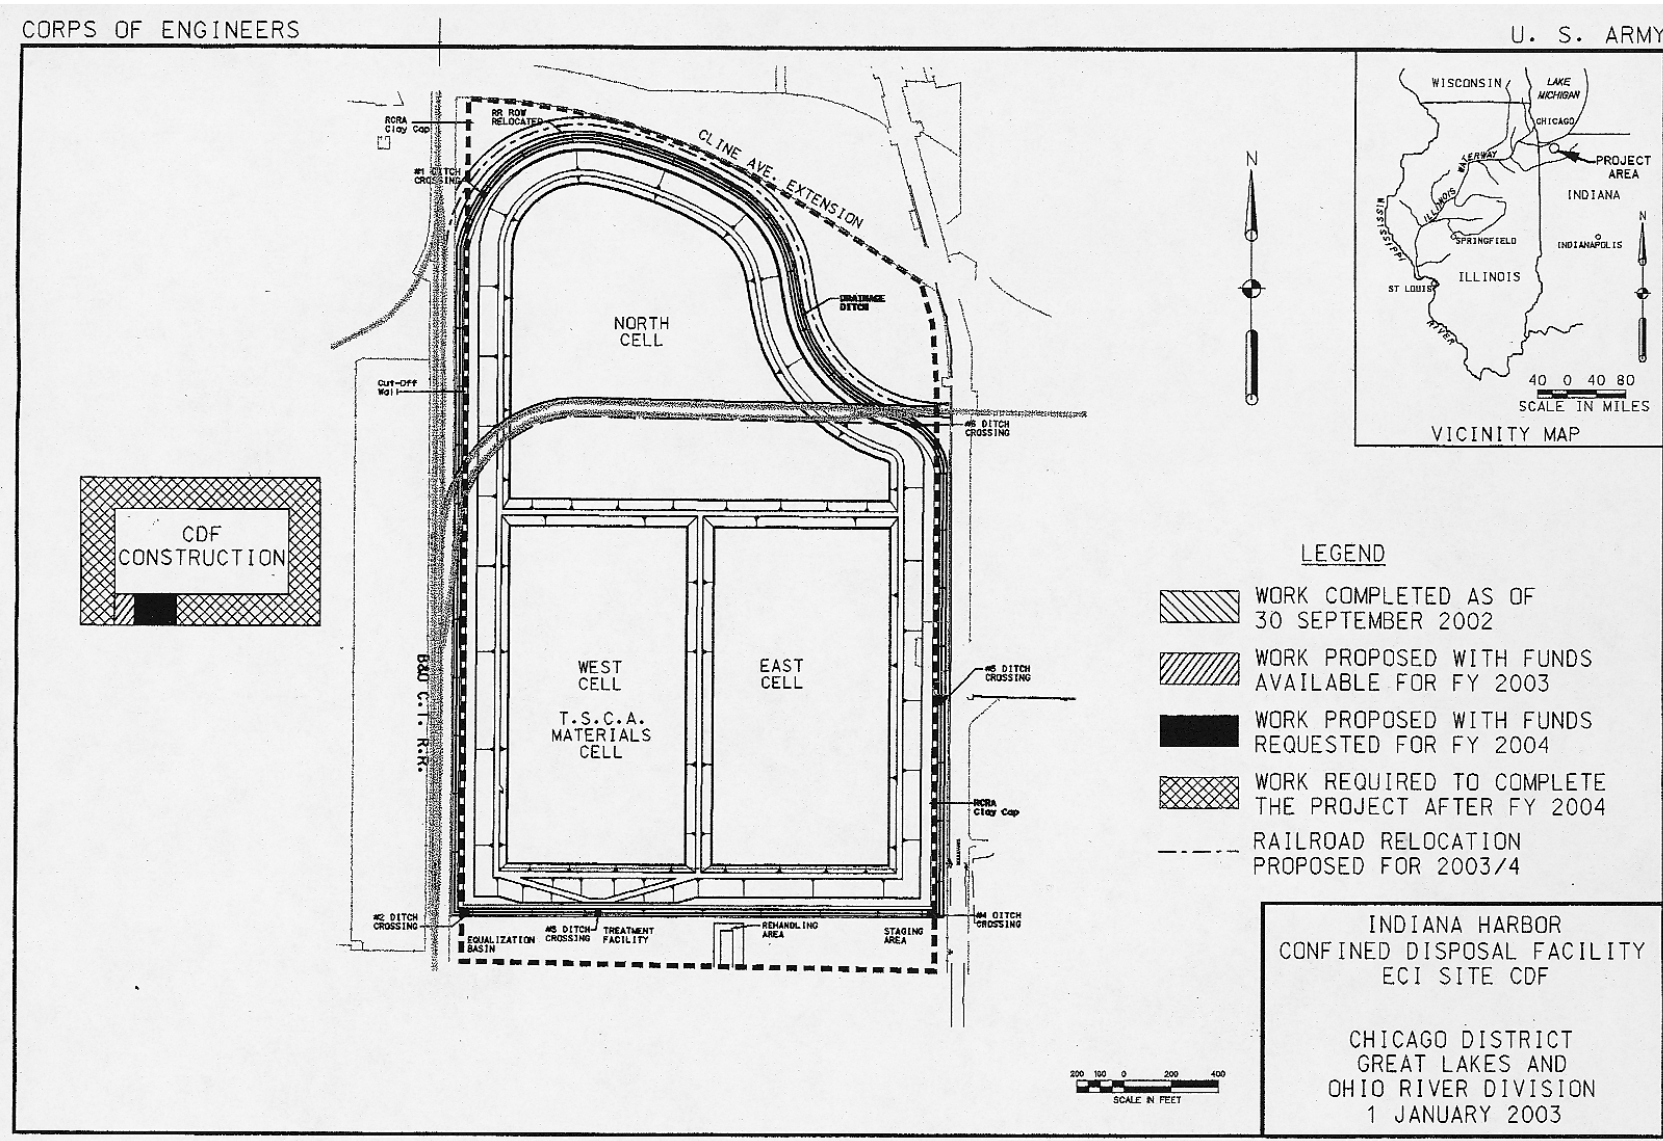 CORPS OF ENGINEERS
U. S. ARMY
RCRA
Clay Cap
RR ROW
RELOCATED
#1 DITCH
CROSSING
CLINE AVE. EXTENSION
DRAINAGE
DITCH
NORTH
CELL
Cut-Off
Wall
#6 DITCH
CROSSING
CDF
CONSTRUCTION
WEST
CELL
T.S.C.A.
MATERIALS
CELL
EAST
CELL
#5 DITCH
CROSSING
B&O C.T. R.R.
RCRA
Clay Cap
#2 DITCH
CROSSING
EQUALIZATION
BASIN
DITCH
CROSSING
TREATMENT
FACILITY
REHANDLING
AREA
STAGING
AREA
#4 DITCH
CROSSING
N
WISCONSIN
LAKE
MICHIGAN
CHICAGO
WATERWAY
PROJECT
AREA
INDIANA
ILLINOIS
MISSISSIPPI
SPRINGFIELD
INDIANAPOLIS
N
ILLINOIS
ST LOUIS
RIVER
40 0 40 80
SCALE IN MILES
VICINITY MAP
LEGEND
WORK COMPLETED AS OF
30 SEPTEMBER 2002
WORK PROPOSED WITH FUNDS
AVAILABLE FOR FY 2003
WORK PROPOSED WITH FUNDS
REQUESTED FOR FY 2004
WORK REQUIRED TO COMPLETE
THE PROJECT AFTER FY 2004
RAILROAD RELOCATION
PROPOSED FOR 2003/4
200 100 0 200 400
SCALE IN FEET
INDIANA HARBOR
CONFINED DISPOSAL FACILITY
ECI SITE CDF
CHICAGO DISTRICT
GREAT LAKES AND
OHIO RIVER DIVISION
1 JANUARY 2003